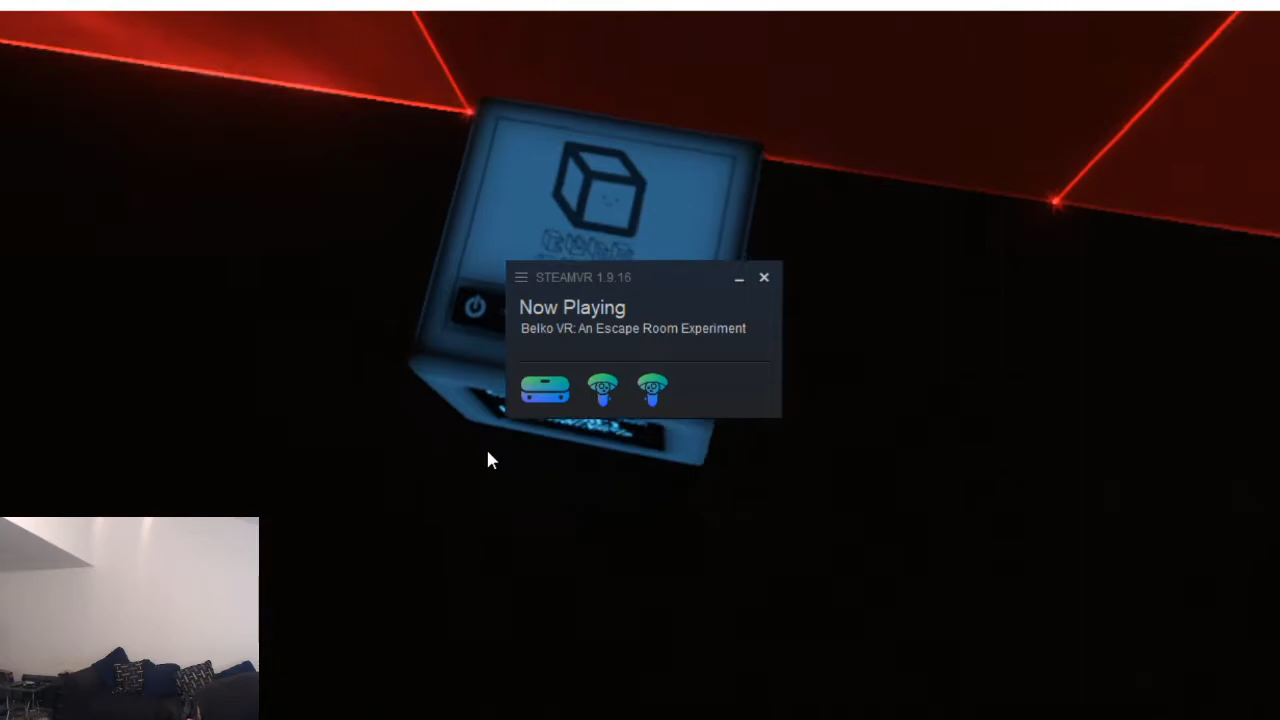 STEAMVR 1.9.16
Now Playing
Belko VR: An Escape Room Experiment